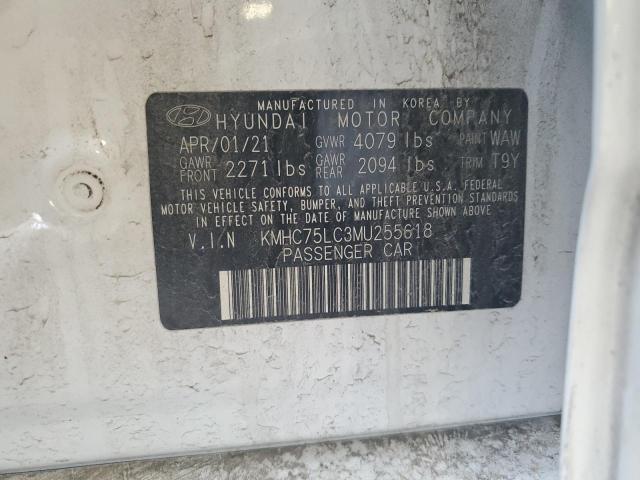 MANUFACTURED IN KOREA BY
HYUNDAI MOTOR COMPANY
APR/01/21 GVWR 4079 lbs PAINT WAW
GAWR FRONT 2271 lbs GAWR REAR 2094 lbs TRIM T9Y
THIS VEHICLE CONFORMS TO ALL APPLICABLE U.S.A. FEDERAL
MOTOR VEHICLE SAFETY, BUMPER, AND THEFT PREVENTION STANDARDS
IN EFFECT ON THE DATE OF MANUFACTURE SHOWN ABOVE.
V.I.N KMHC75LC3MU255618
PASSENGER CAR